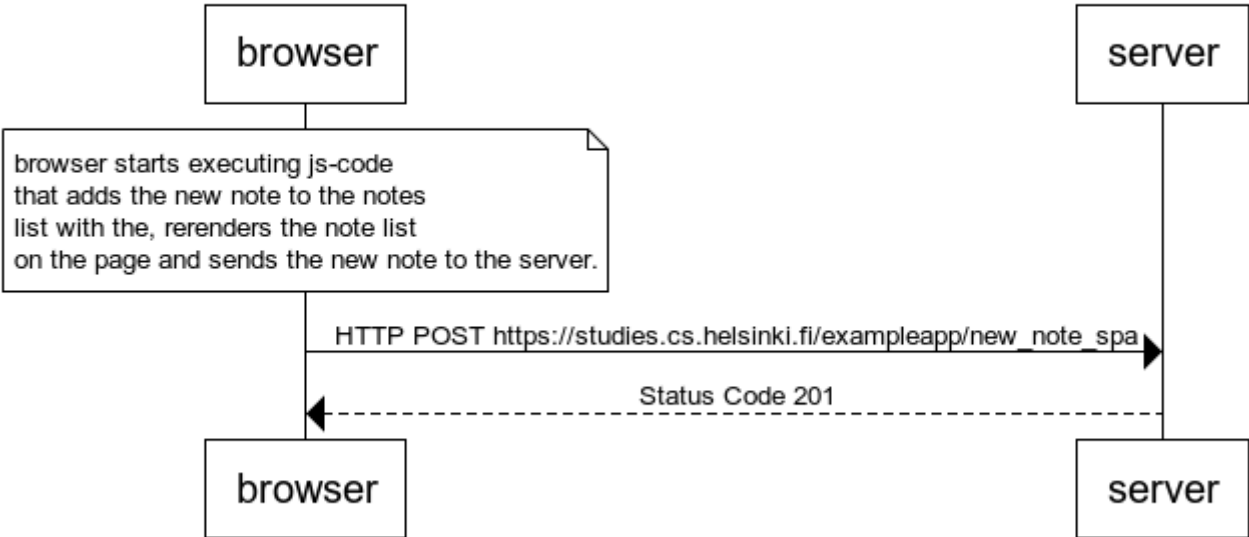 browser
server
browser starts executing js-code
that adds the new note to the notes
list with the, rerenders the note list
on the page and sends the new note to the server.
HTTP POST https://studies.cs.helsinki.fi/exampleapp/new_note_spa
Status Code 201
browser
server